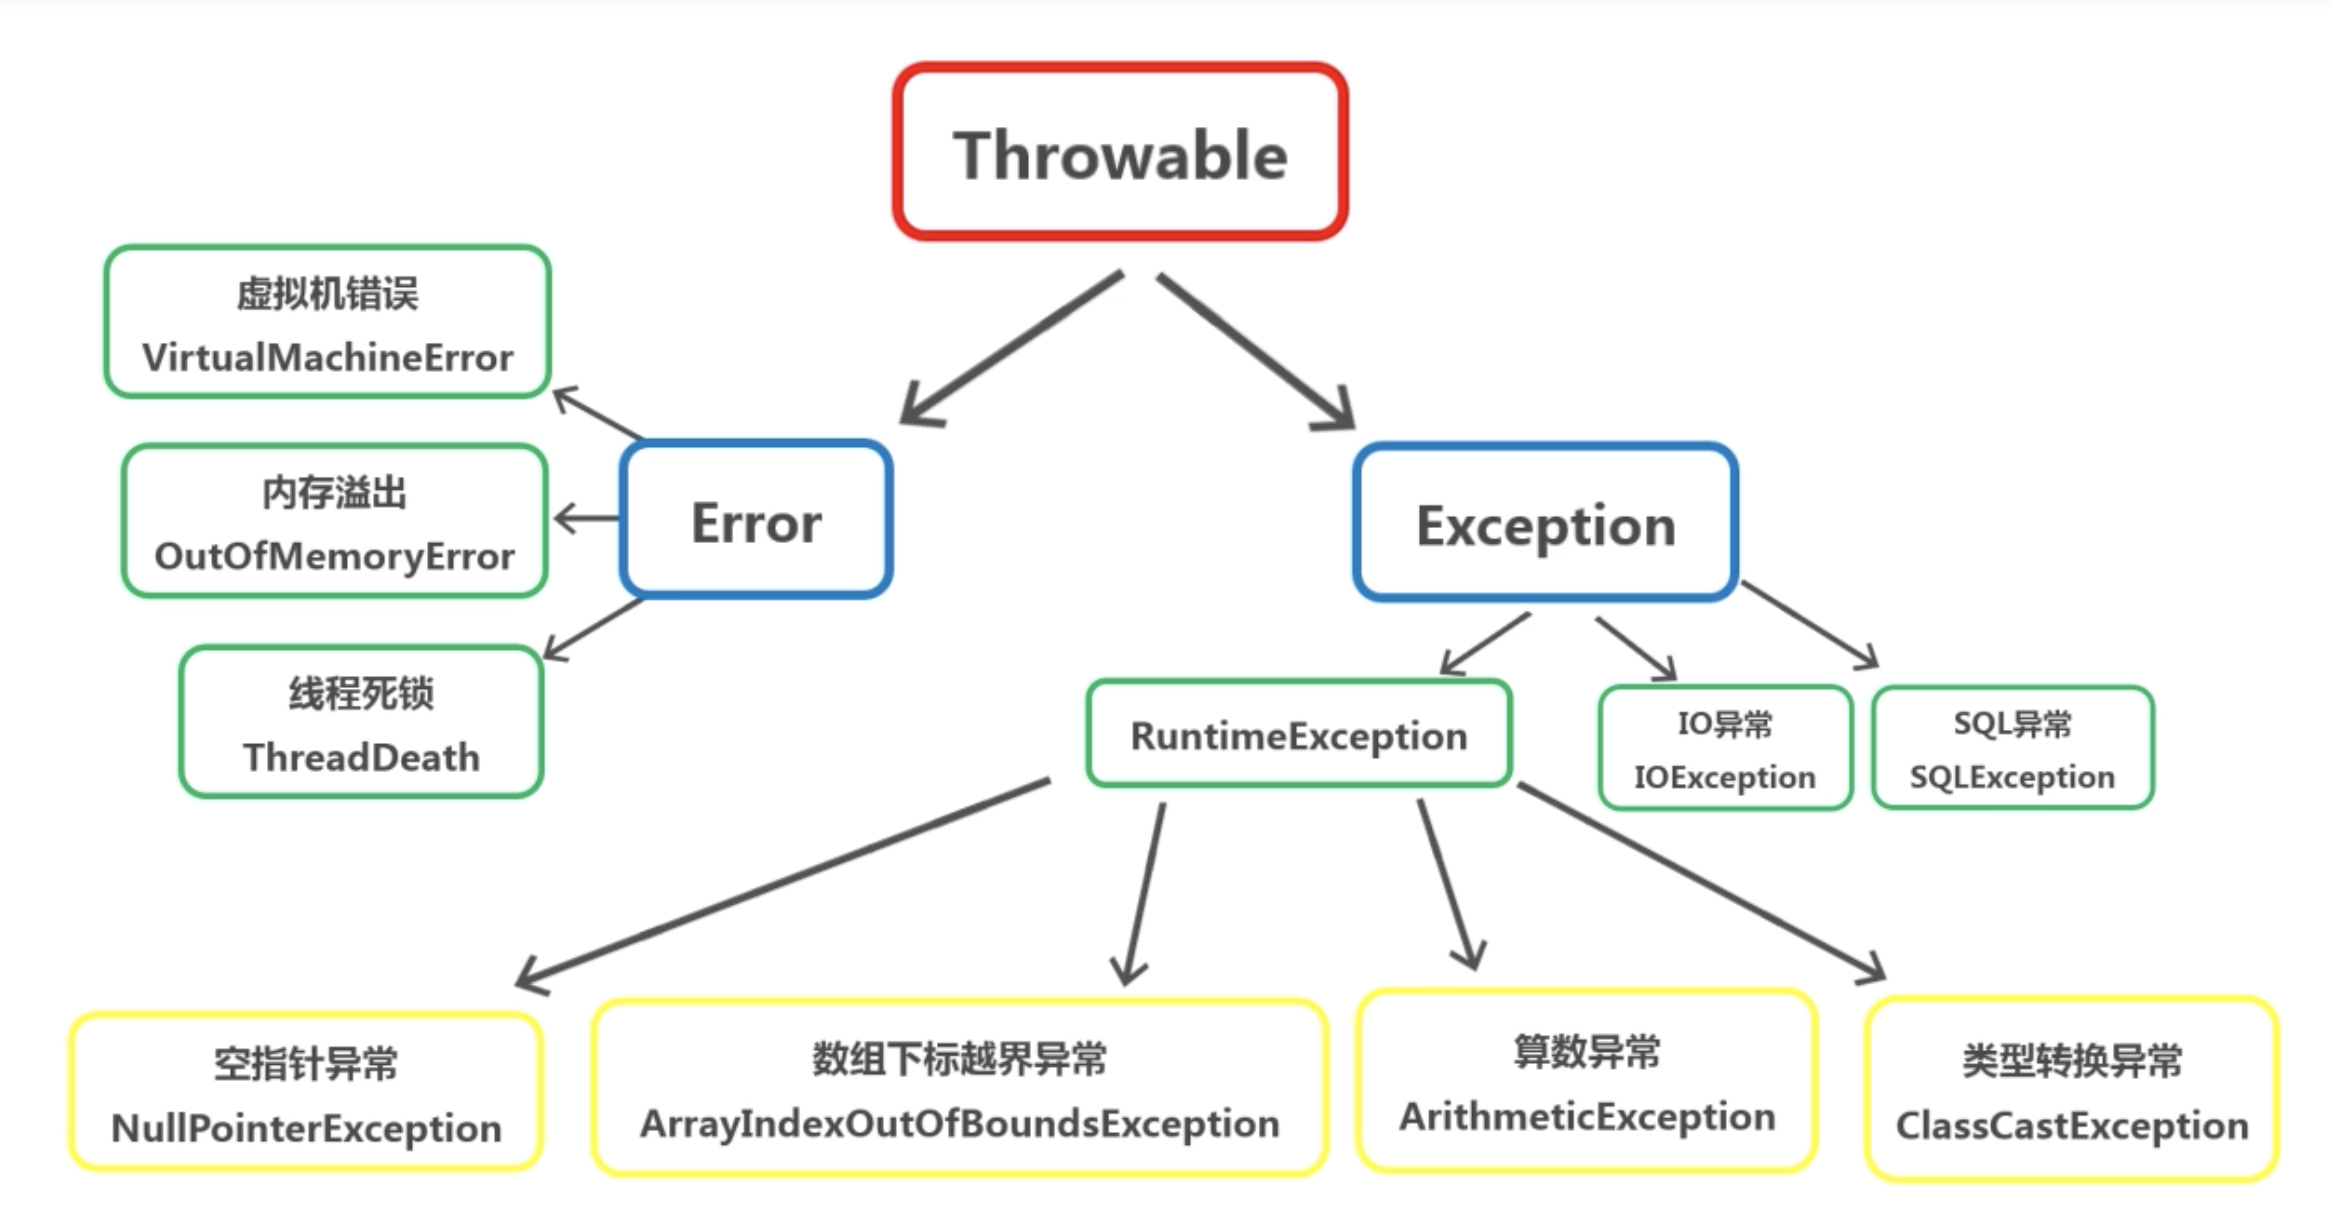 Throwable
虚拟机错误
VirtualMachineError
内存溢出
OutOfMemoryError
线程死锁
ThreadDeath
Error
Exception
RuntimeException
IO异常
IOException
SQL异常
SQLException
空指针异常
NullPointerException
数组下标越界异常
ArrayIndexOutOfBoundsException
算数异常
ArithmeticException
类型转换异常
ClassCastException